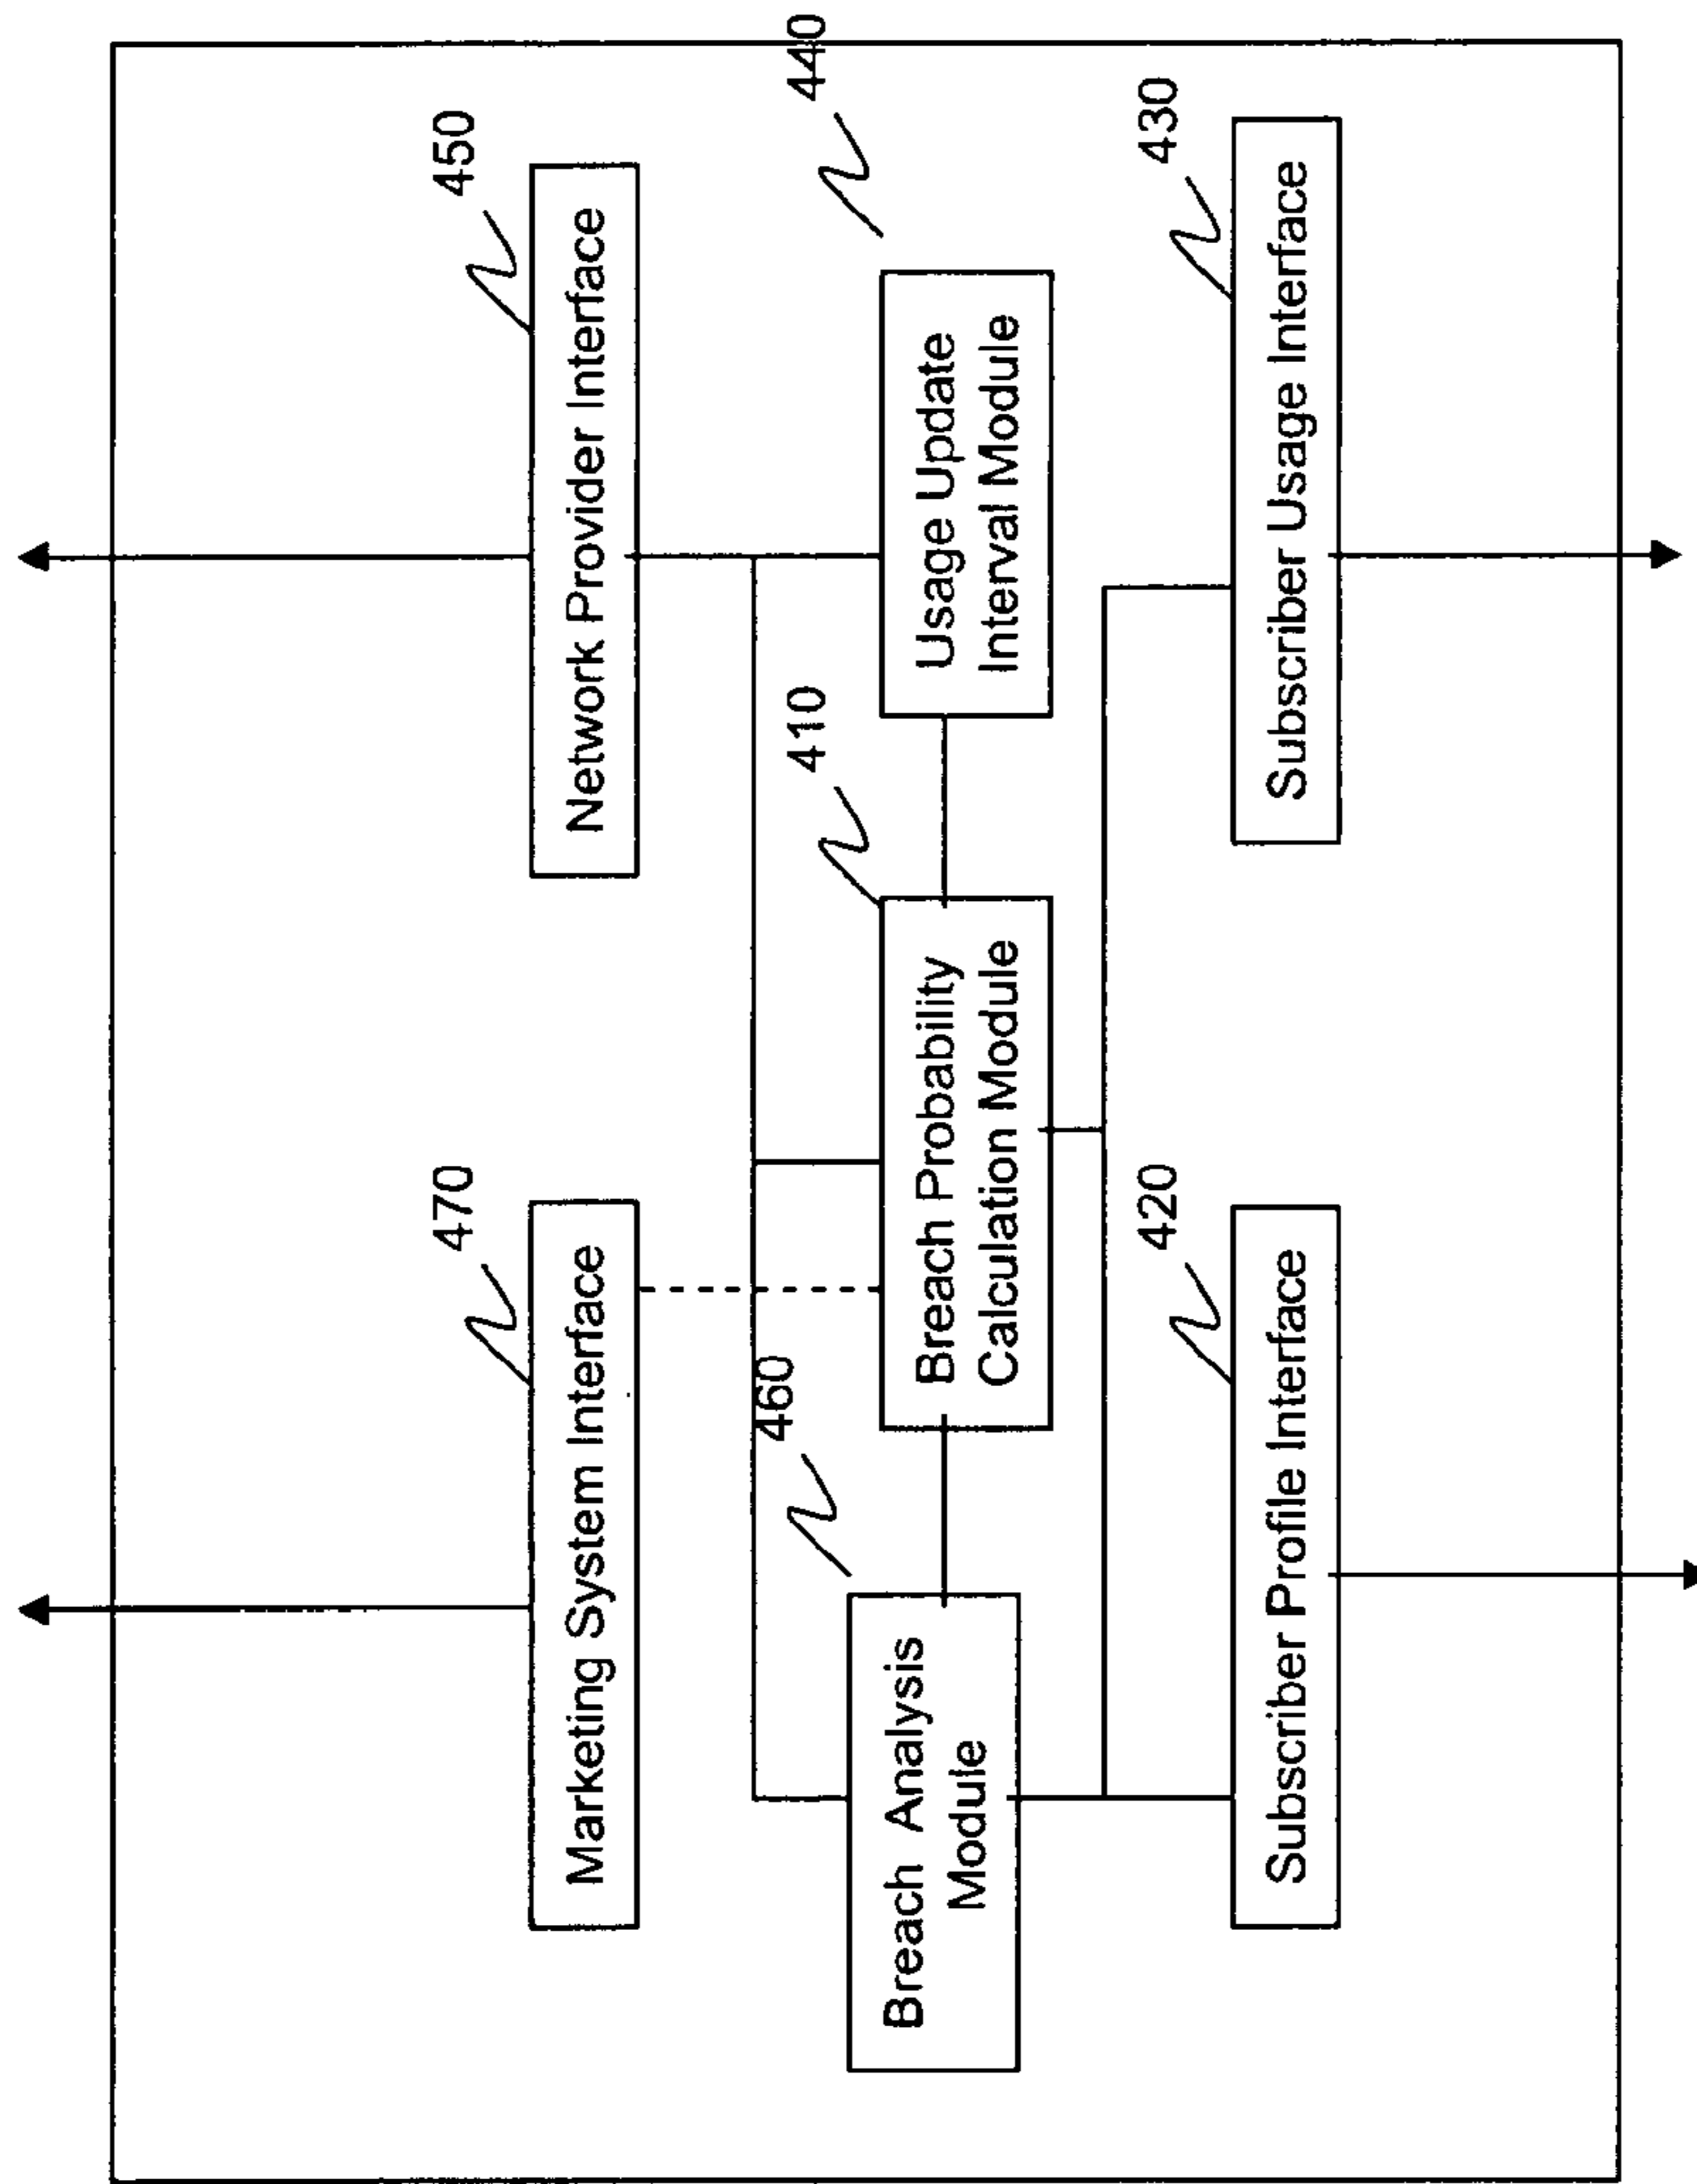 470
Marketing System Interface
450
Network Provider Interface
460
Breach Analysis
Module
410
Breach Probability
Calculation Module
440
Usage Update
Interval Module
420
Subscriber Profile Interface
430
Subscriber Usage Interface